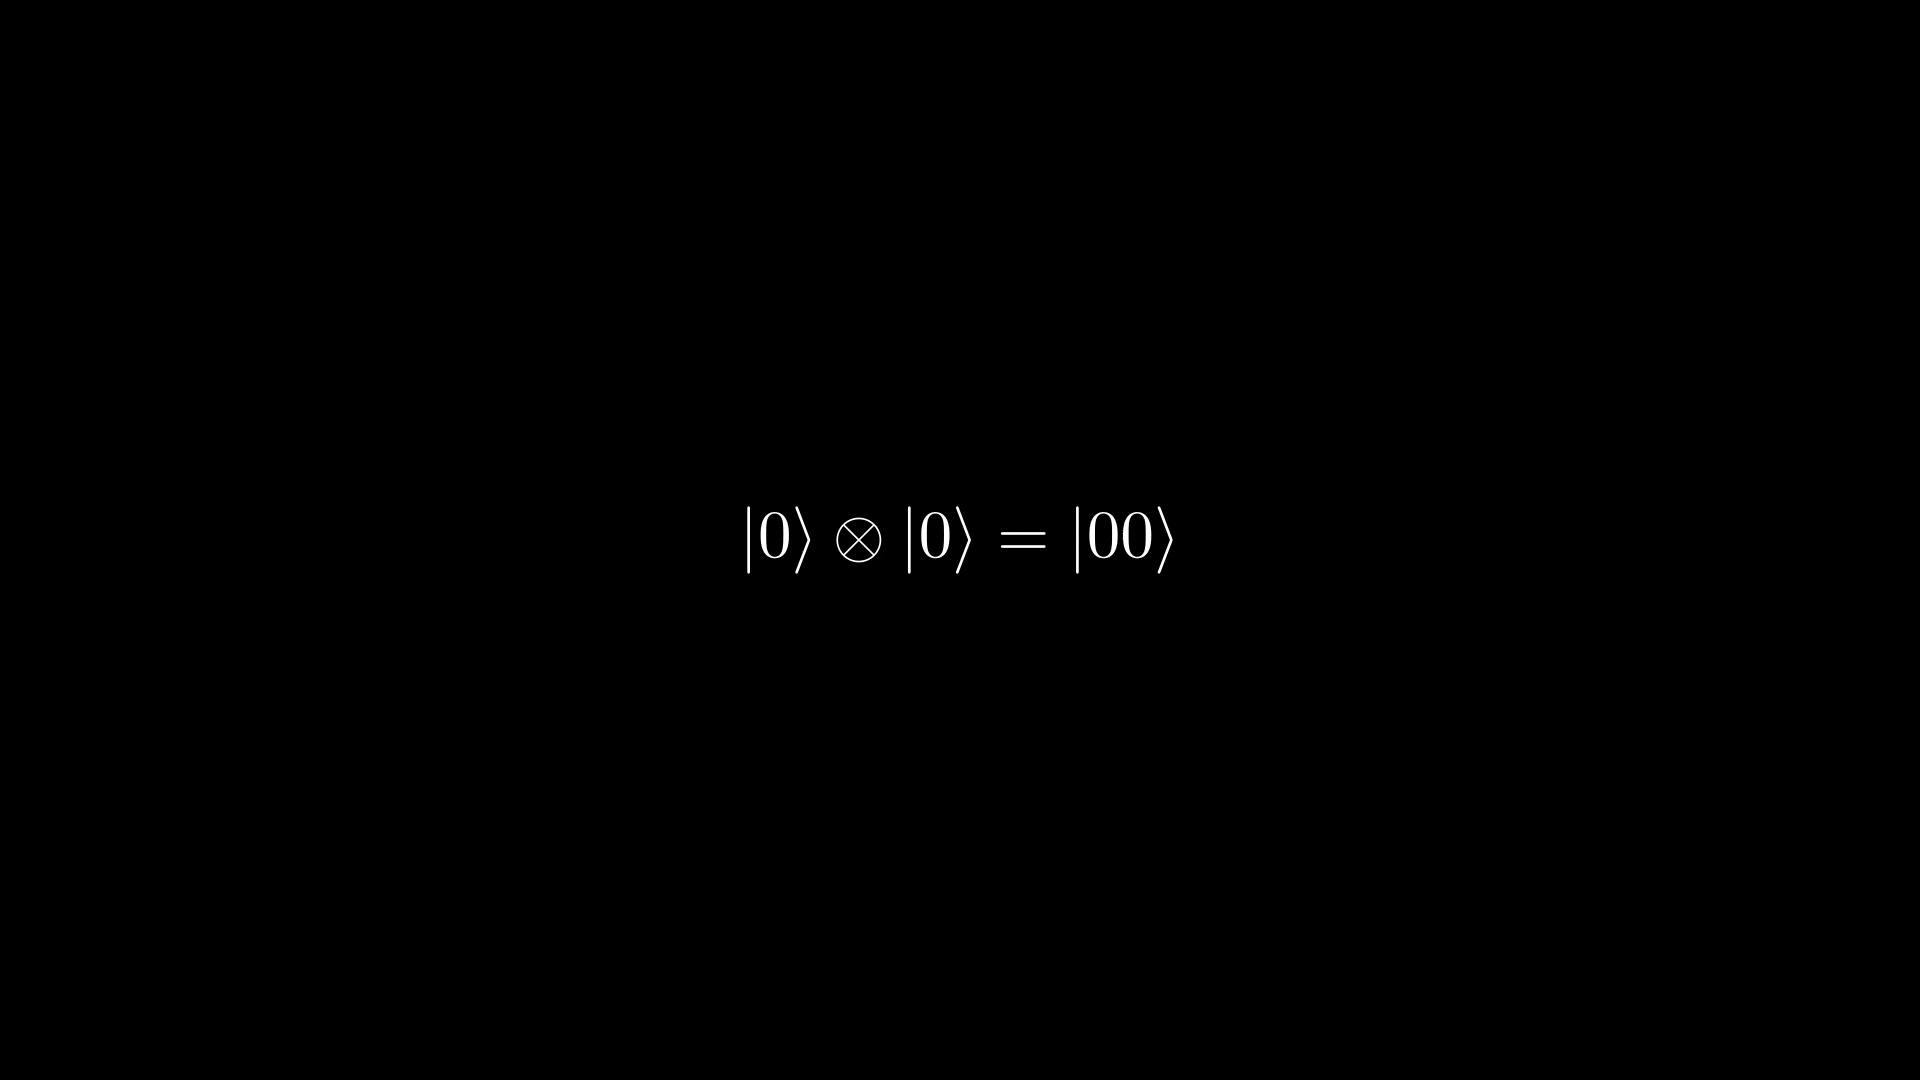 |0⟩ ⊗ |0⟩ = |00⟩